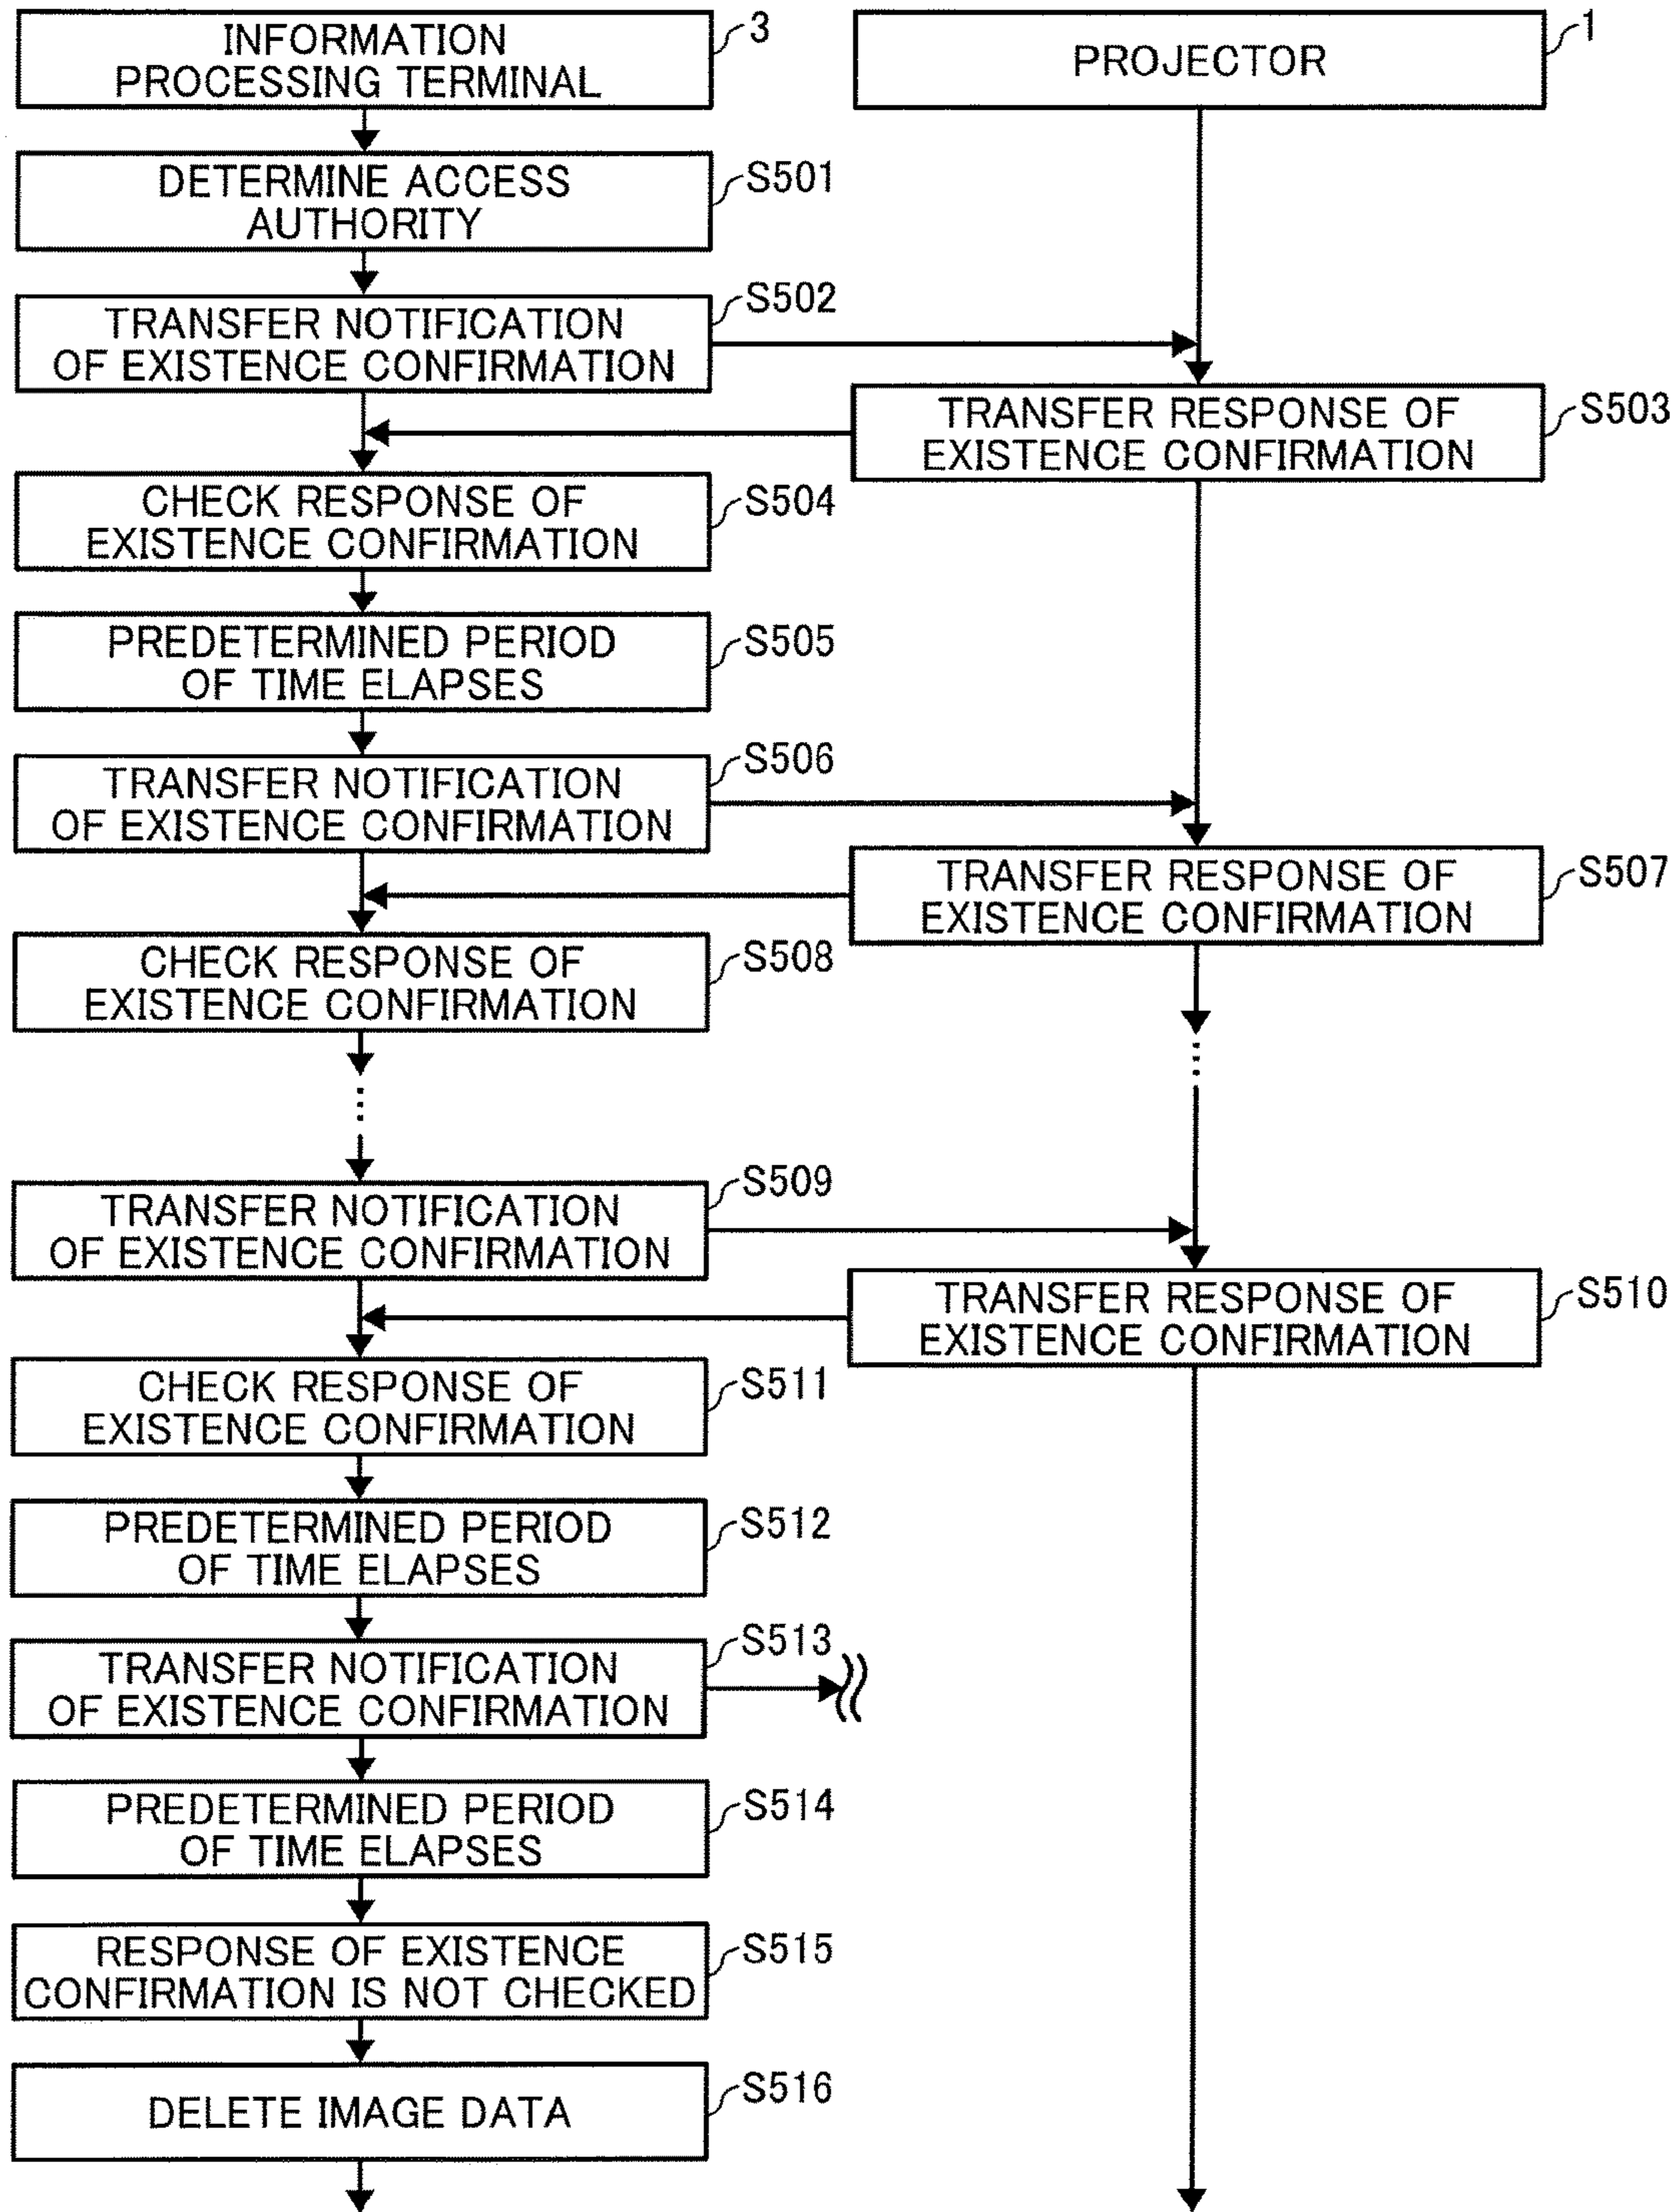 INFORMATION
PROCESSING TERMINAL
3
PROJECTOR
1
DETERMINE ACCESS
AUTHORITY
S501
TRANSFER NOTIFICATION
OF EXISTENCE CONFIRMATION
S502
TRANSFER RESPONSE OF
EXISTENCE CONFIRMATION
S503
CHECK RESPONSE OF
EXISTENCE CONFIRMATION
S504
PREDETERMINED PERIOD
OF TIME ELAPSES
S505
TRANSFER NOTIFICATION
OF EXISTENCE CONFIRMATION
S506
TRANSFER RESPONSE OF
EXISTENCE CONFIRMATION
S507
CHECK RESPONSE OF
EXISTENCE CONFIRMATION
S508
TRANSFER NOTIFICATION
OF EXISTENCE CONFIRMATION
S509
TRANSFER RESPONSE OF
EXISTENCE CONFIRMATION
S510
CHECK RESPONSE OF
EXISTENCE CONFIRMATION
S511
PREDETERMINED PERIOD
OF TIME ELAPSES
S512
TRANSFER NOTIFICATION
OF EXISTENCE CONFIRMATION
S513
PREDETERMINED PERIOD
OF TIME ELAPSES
S514
RESPONSE OF EXISTENCE
CONFIRMATION IS NOT CHECKED
S515
DELETE IMAGE DATA
S516